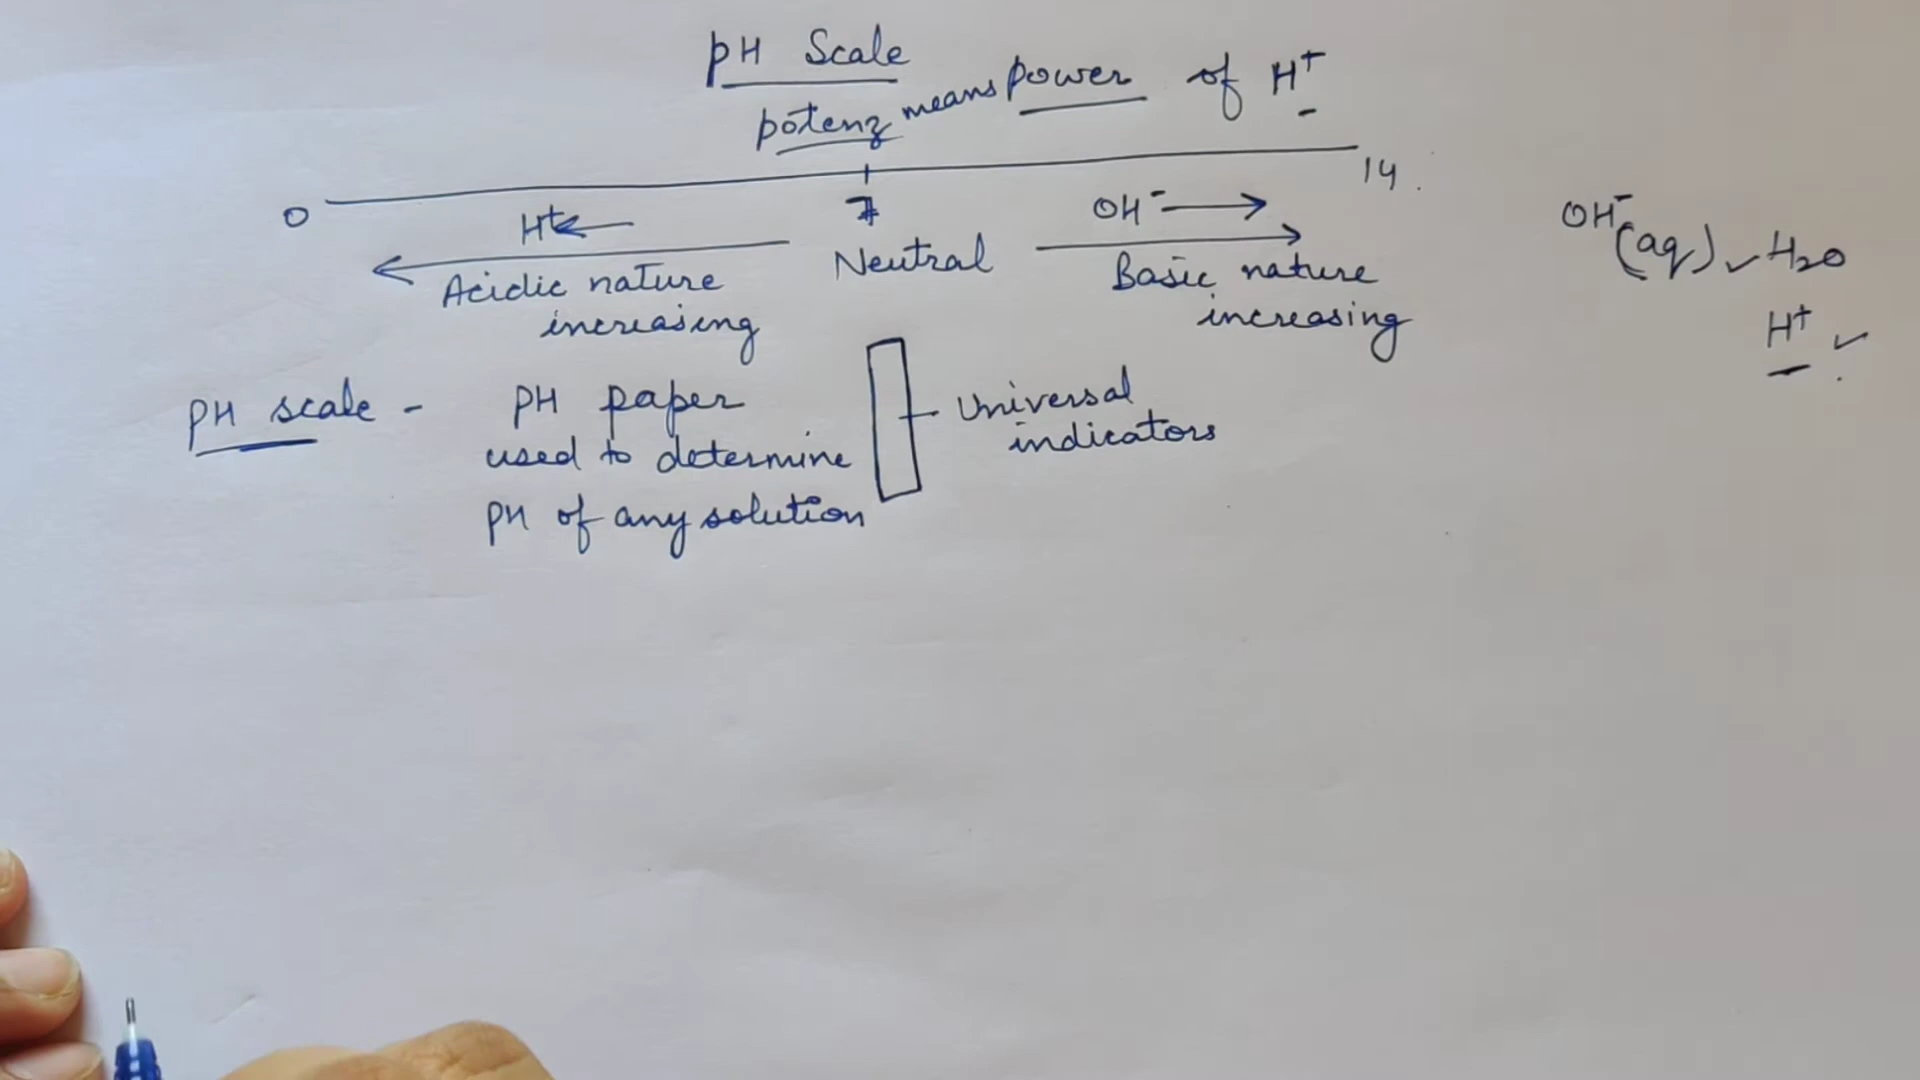 pH Scale
potenz means power of H⁺
0 7 14
H⁺ ← OH⁻ →
Neutral
Acidic nature
increasing
Basic nature
increasing
OH⁻(aq) ✓ H₂O
H⁺ ✓
PH scale - PH paper
used to determine
PH of any solution
Universal
indicators